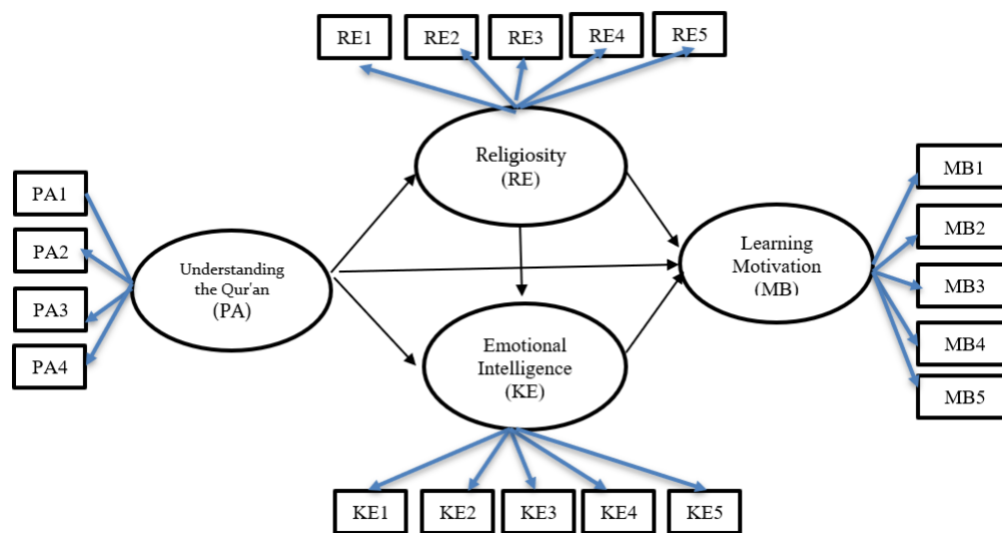 RE1
RE2
RE3
RE4
RE5
Religiosity
(RE)
PA1
PA2
PA3
PA4
Understanding
the Qur'an
(PA)
Learning
Motivation
(MB)
MB1
MB2
MB3
MB4
MB5
Emotional
Intelligence
(KE)
KE1
KE2
KE3
KE4
KE5